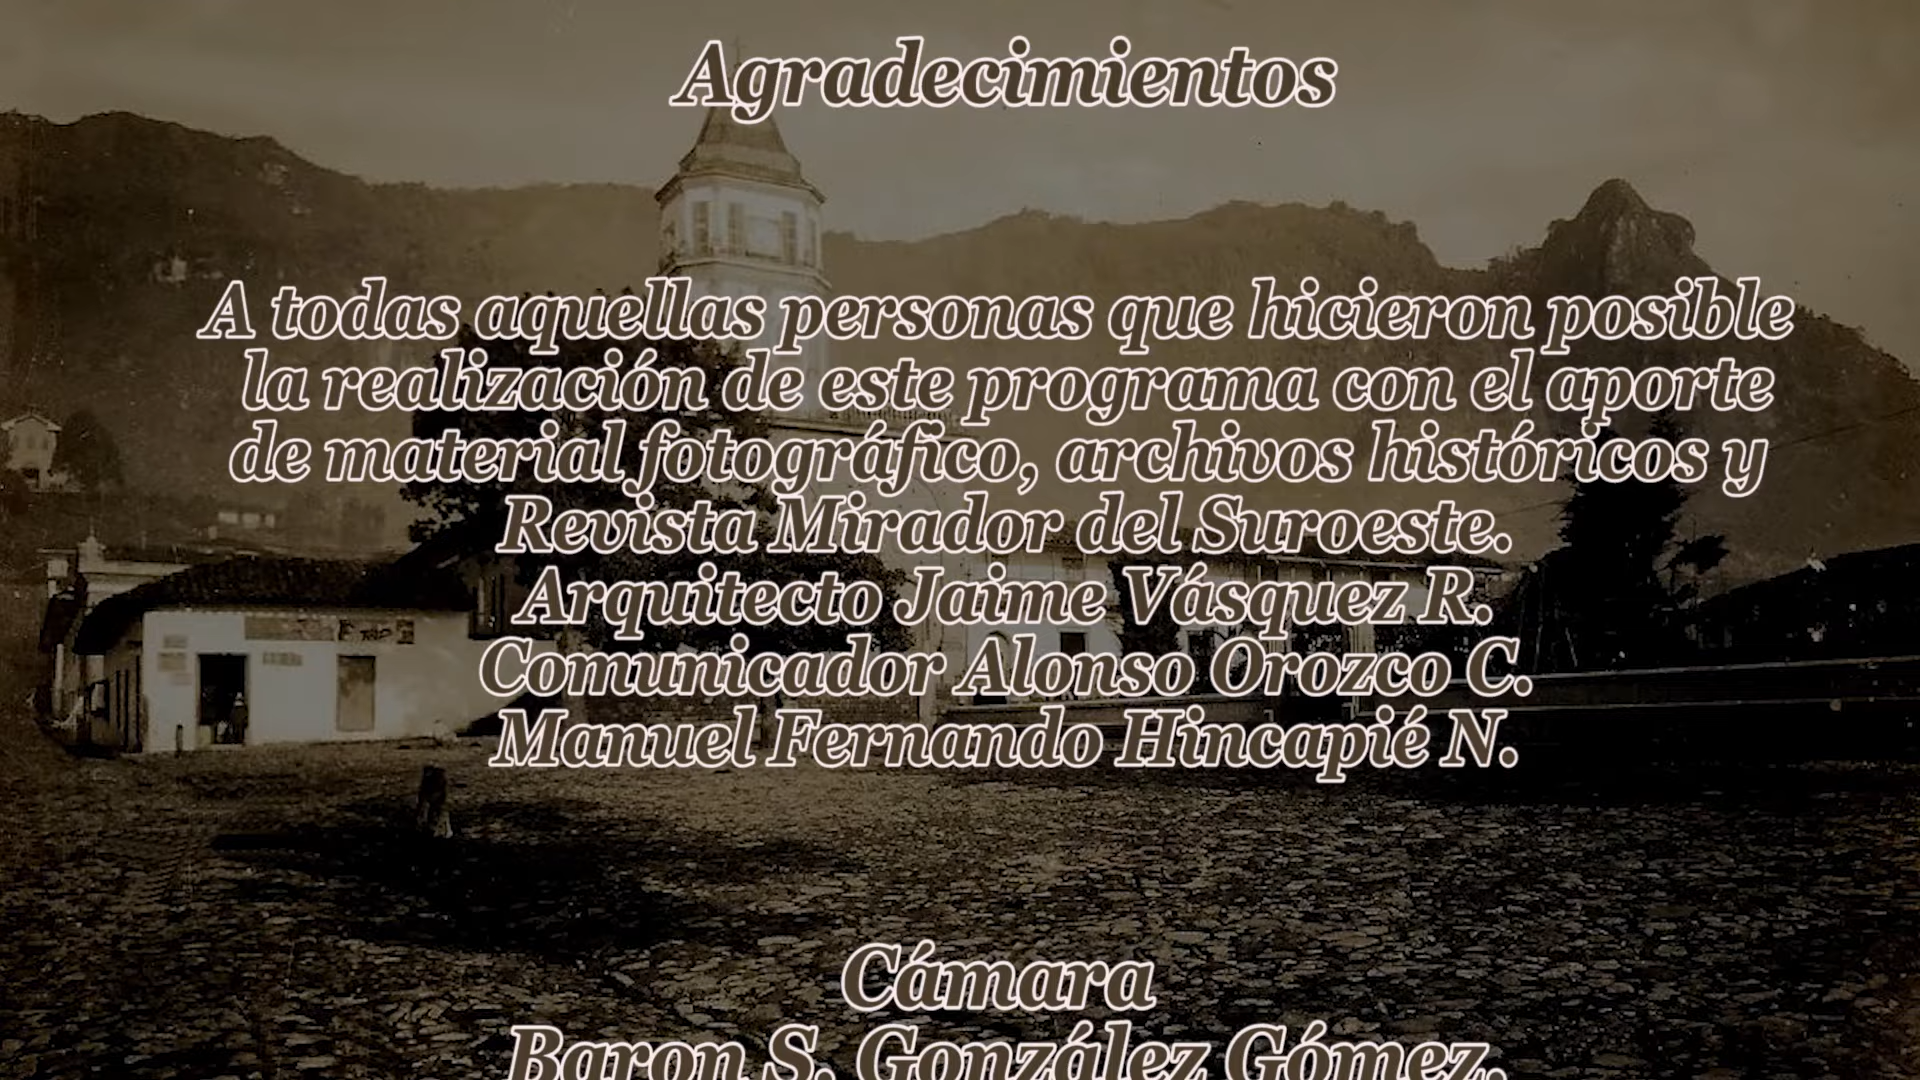 Agradecimientos
A todas aquellas personas que hicieron posible
la realización de este programa con el aporte
de material fotográfico, archivos históricos y
Revista Mirador del Suroeste.
Arquitecto Jaime Vásquez R.
Comunicador Alonso Orozco C.
Manuel Fernando Hincapié N.
Cámara
Baron S. González Gómez.